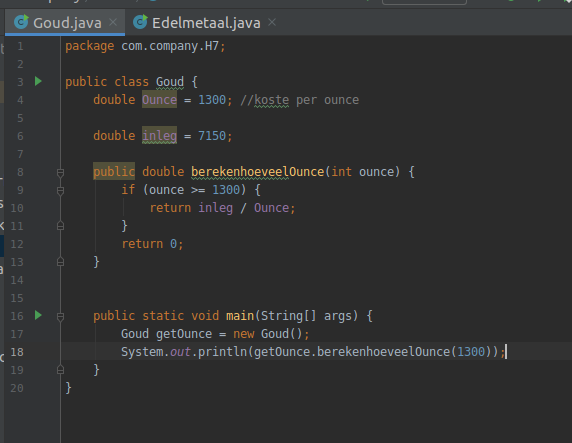 Goud.java × Edelmetaal.java ×
1 package com.company.H7;
2
3 public class Goud {
4 double Ounce = 1300; //koste per ounce
5
6 double inleg = 7150;
7
8 public double berekenhoeveelOunce(int ounce) {
9 if (ounce >= 1300) {
10 return inleg / Ounce;
11 }
12 return 0;
13 }
14
15
16 public static void main(String[] args) {
17 Goud getOunce = new Goud();
18 System.out.println(getOunce.berekenhoeveelOunce(1300));
19 }
20 }